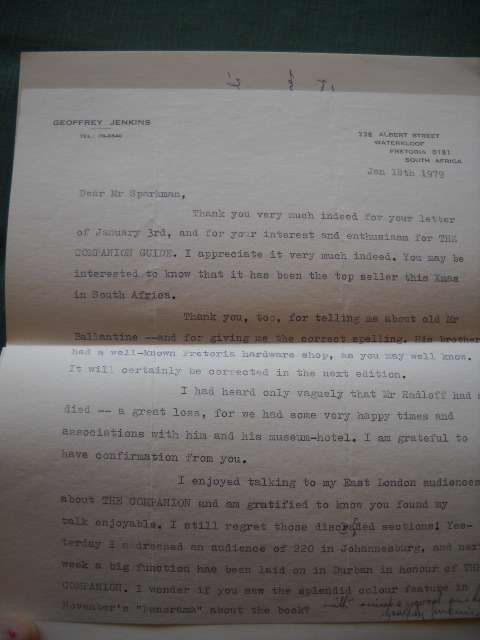 GEOFFREY JENKINS
TEL.:
ALBERT STREET
WATERKLOOF
PRETORIA 0181
SOUTH AFRICA
Jan 18th 1979
Dear Mr Sparkman,
Thank you very much indeed for your letter
of January 3rd, and for your interest and enthusiasm for THE
COMPANION GUIDE. I appreciate it very much indeed. You may be
interested to know that it has been the top seller this Xmas
in South Africa.
Thank you, too, for telling me about old Mr
Ballantine --and for giving me the correct spelling. His brother
had a well-known Pretoria hardware shop, as you may well know.
It will certainly be corrected in the next edition.
I had heard only vaguely that Mr Radloff had
died -- a great loss, for we had some very happy times and
associations with him and his museum-hotel. I am grateful to
have confirmation from you.
I enjoyed talking to my East London audiences
about THE COMPANION and am gratified to know you found my
talk enjoyable. I still regret those sections! Yes-
terday I addressed an audience of 220 in Johannesburg, and next
week a big function has been laid on in Durban in honour of THE
COMPANION. I wonder if you saw the splendid colour feature in
November's "Panorama" about the book? with